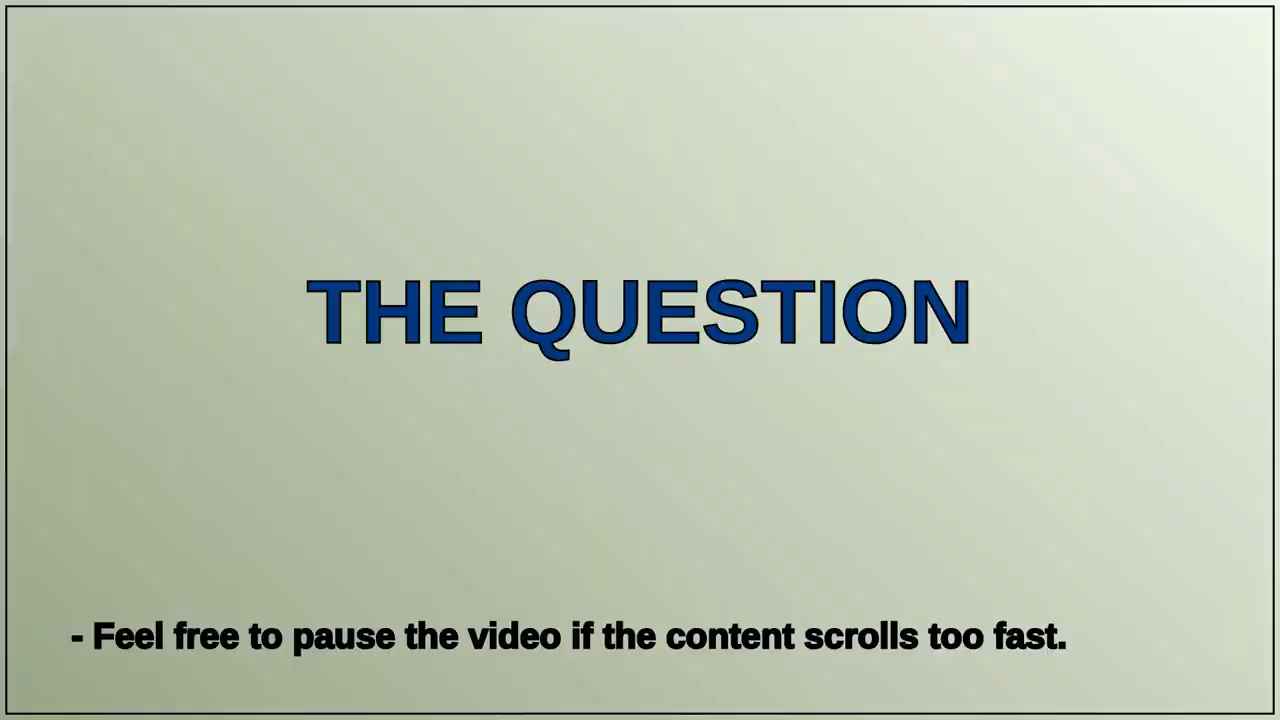 THE QUESTION
- Feel free to pause the video if the content scrolls too fast.